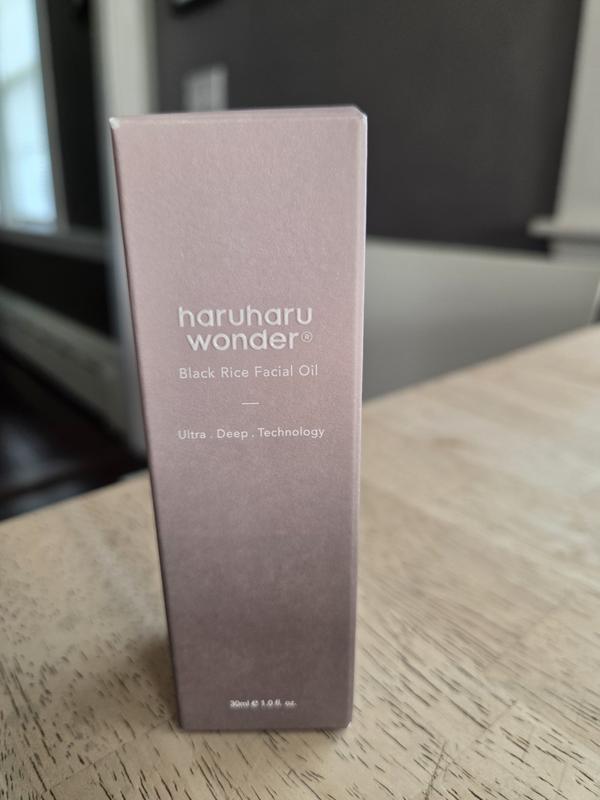 haruharu
wonder®
Black Rice Facial Oil
Ultra . Deep . Technology
30ml ℮ 1.0 fl. oz.